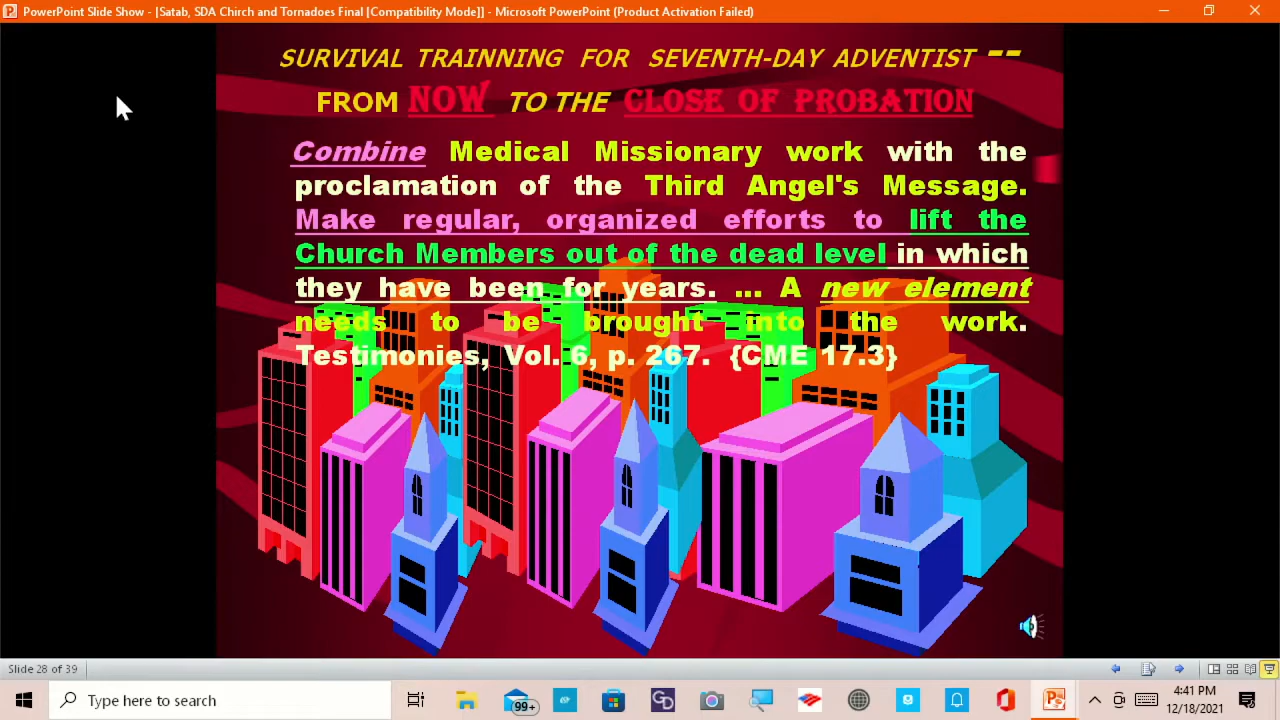 PowerPoint Slide Show - [Satab, SDA Chirch and Tornadoes Final [Compatibility Mode]] - Microsoft PowerPoint (Product Activation Failed)
SURVIVAL TRAINNING FOR SEVENTH-DAY ADVENTIST --
FROM NOW TO THE CLOSE OF PROBATION
Combine Medical Missionary work with the
proclamation of the Third Angel's Message.
Make regular, organized efforts to lift the
Church Members out of the dead level in which
they have been for years. ... A new element
needs to be brought into the work.
Testimonies, Vol. 6, p. 267. {CME 17.3}
Slide 28 of 39
Type here to search
99+
GD
4:41 PM
12/18/2021